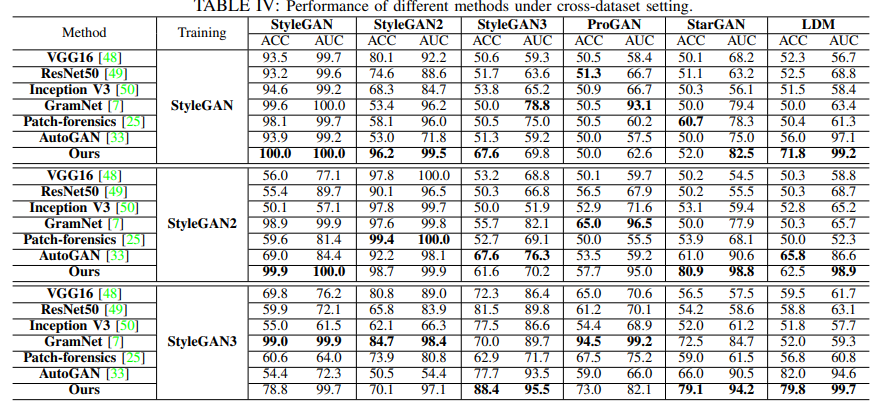 TABLE IV: Performance of different methods under cross-dataset setting.
Method Training StyleGAN StyleGAN2 StyleGAN3 ProGAN StarGAN LDM
ACC AUC ACC AUC ACC AUC ACC AUC ACC AUC ACC AUC
VGG16 [48] 93.5 99.7 80.1 92.2 50.6 59.3 50.5 58.4 50.1 68.2 52.3 56.7
ResNet50 [49] 93.2 99.6 74.6 88.6 51.7 63.6 51.3 66.7 51.1 63.2 52.5 68.8
Inception V3 [50] 94.6 99.2 68.3 84.7 53.8 65.2 50.9 66.7 50.3 56.1 51.5 58.4
GramNet [7] StyleGAN 99.6 100.0 53.4 96.2 50.0 78.8 50.5 93.1 50.0 79.4 50.0 63.4
Patch-forensics [25] 98.1 99.7 58.1 96.0 50.5 75.0 50.5 60.2 60.7 78.3 50.4 61.3
AutoGAN [33] 93.9 99.2 53.0 71.8 51.3 59.2 50.0 57.5 50.0 75.0 56.0 97.1
Ours 100.0 100.0 96.2 99.5 67.6 69.8 50.0 62.6 52.0 82.5 71.8 99.2
VGG16 [48] 56.0 77.1 97.8 100.0 53.2 68.8 50.1 59.7 50.2 54.5 50.3 58.8
ResNet50 [49] 55.4 89.7 90.1 96.5 50.3 66.8 56.5 67.9 50.2 55.5 50.3 68.7
Inception V3 [50] 50.1 57.1 97.8 99.7 50.0 51.9 52.9 71.6 53.1 59.4 52.8 65.2
GramNet [7] StyleGAN2 98.9 99.9 97.6 99.8 55.7 82.1 65.0 96.5 50.0 77.9 50.3 65.7
Patch-forensics [25] 59.6 81.4 99.4 100.0 52.7 69.1 50.0 55.5 53.9 68.1 50.0 52.3
AutoGAN [33] 69.0 84.4 92.2 98.1 67.6 76.3 53.5 59.2 61.0 90.6 65.8 86.6
Ours 99.9 100.0 98.7 99.9 61.6 70.2 57.7 95.0 80.9 98.8 62.5 98.9
VGG16 [48] 69.8 76.2 80.8 89.0 72.3 86.4 65.0 70.6 56.5 57.5 59.5 61.7
ResNet50 [49] 59.9 72.1 65.8 83.9 81.5 89.8 61.2 70.1 54.2 58.6 58.8 63.1
Inception V3 [50] 55.0 61.5 62.1 66.3 77.5 86.6 54.4 68.9 52.0 61.2 51.8 57.7
GramNet [7] StyleGAN3 99.0 99.9 84.7 98.4 70.0 89.7 94.5 99.2 72.5 84.7 52.0 59.3
Patch-forensics [25] 60.6 64.0 73.9 80.8 62.9 71.7 67.5 75.2 59.0 61.5 56.8 60.8
AutoGAN [33] 54.4 72.3 50.5 54.4 77.7 93.5 59.0 66.0 66.0 90.5 82.0 94.6
Ours 78.8 99.7 70.1 97.1 88.4 95.5 73.0 82.1 79.1 94.2 79.8 99.7